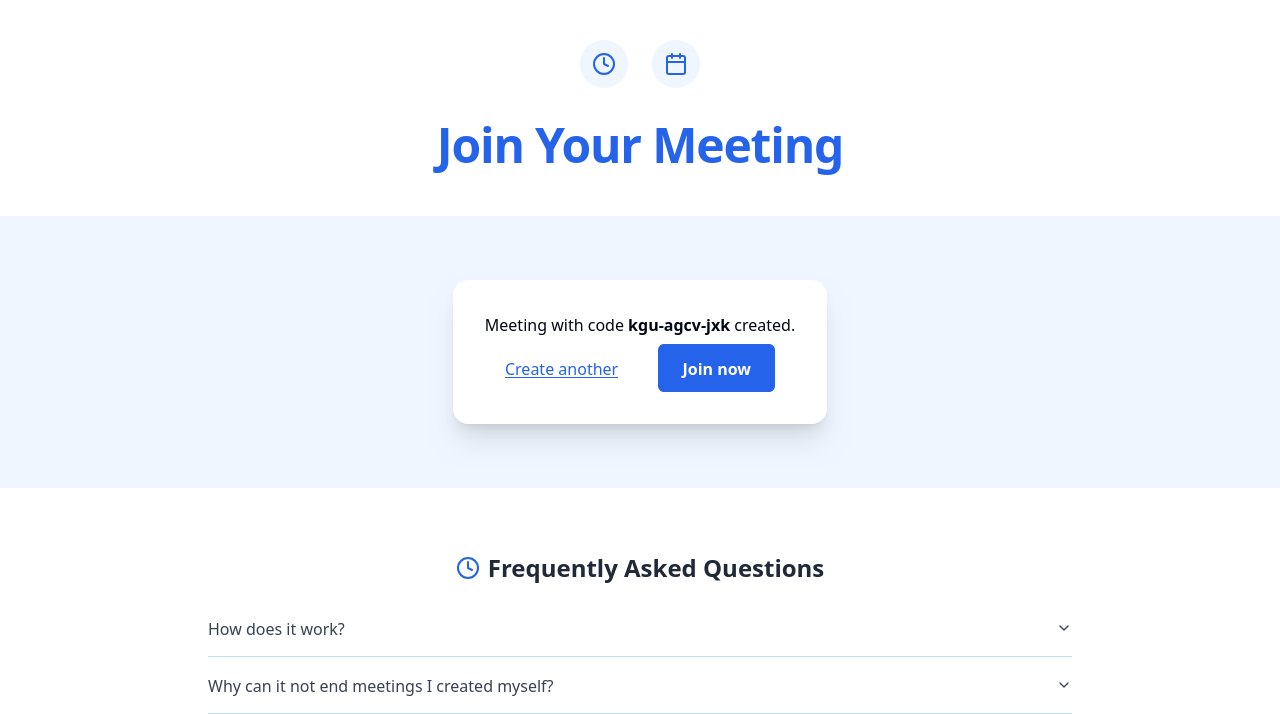 Join Your Meeting
Meeting with code kgu-agcv-jxk created.
Create another
Join now
Frequently Asked Questions
How does it work?
Why can it not end meetings I created myself?